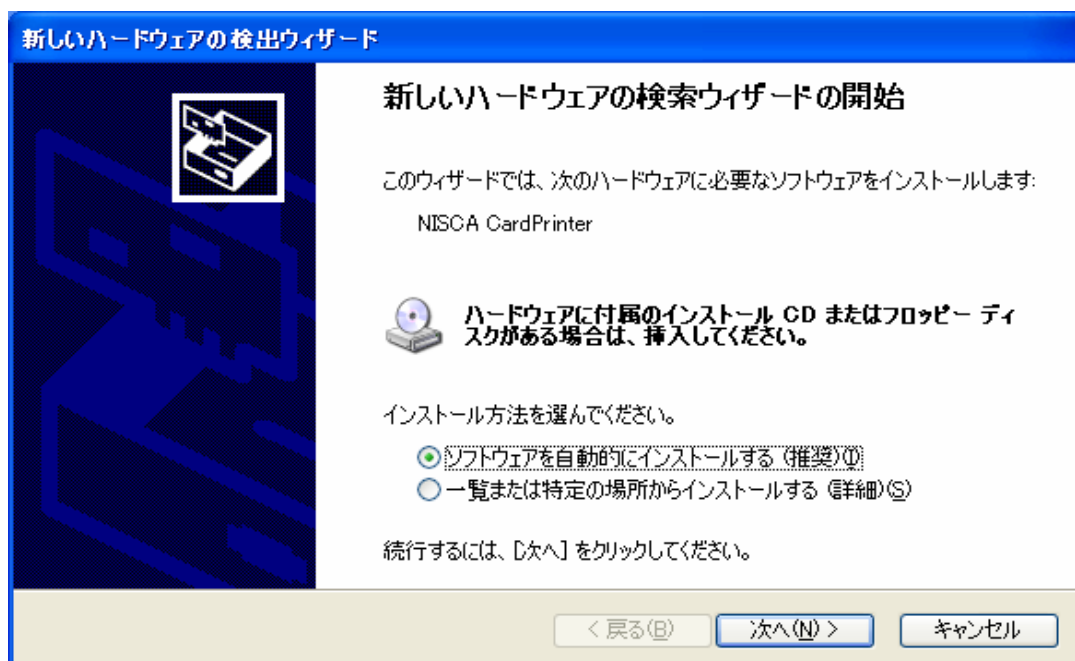 新しいハードウェアの検出ウィザード
新しいハードウェアの検索ウィザードの開始
このウィザードでは、次のハードウェアに必要なソフトウェアをインストールします:
NISCA CardPrinter
ハードウェアに付属のインストール CD またはフロッピー ディ
スクがある場合は、挿入してください。
インストール方法を選んでください。
ソフトウェアを自動的にインストールする (推奨)(I)
一覧または特定の場所からインストールする (詳細)(S)
続行するには、[次へ] をクリックしてください。
< 戻る(B)
次へ(N) >
キャンセル